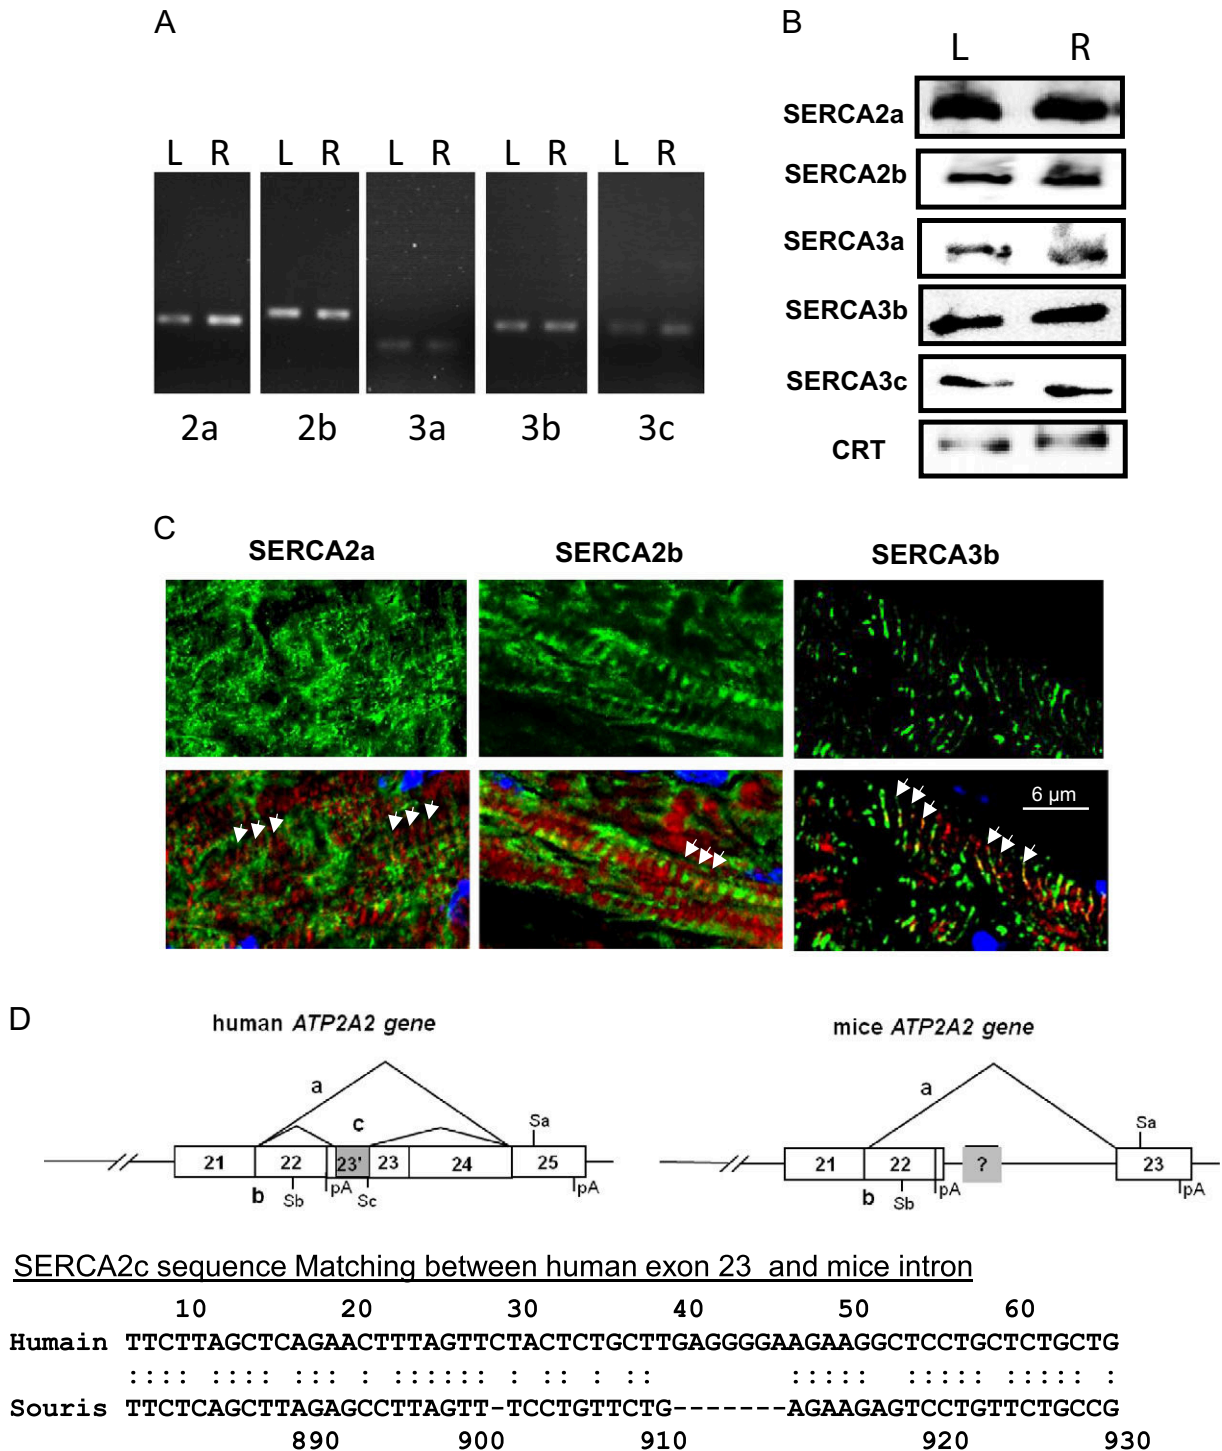 A
L R L R L R L R L R
2a 2b 3a 3b 3c
B
L R
SERCA2a
SERCA2b
SERCA3a
SERCA3b
SERCA3c
CRT
C
SERCA2a SERCA2b SERCA3b
6 µm
D
human ATP2A2 gene
a
c
21 22 23' 23 24 25
Sa
b Sb pA Sc pA
mice ATP2A2 gene
a
Sa
21 22 ? 23
b Sb pA pA
SERCA2c sequence Matching between human exon 23 and mice intron
10 20 30 40 50 60
Humain TTCTTAGCTCAGAACTTTAGTTCTACTCTGCTTGAGGGGAAGAAGGCTCCTGCTCTGCTG
:::: :::: ::: : :::::: : :: : :: ::::: ::::: ::::: :
Souris TTCTCAGCTTAGAGCCTTAGTT-TCCTGTTCTG-------AGAAGAGTCCTGTTCTGCCG
890 900 910 920 930